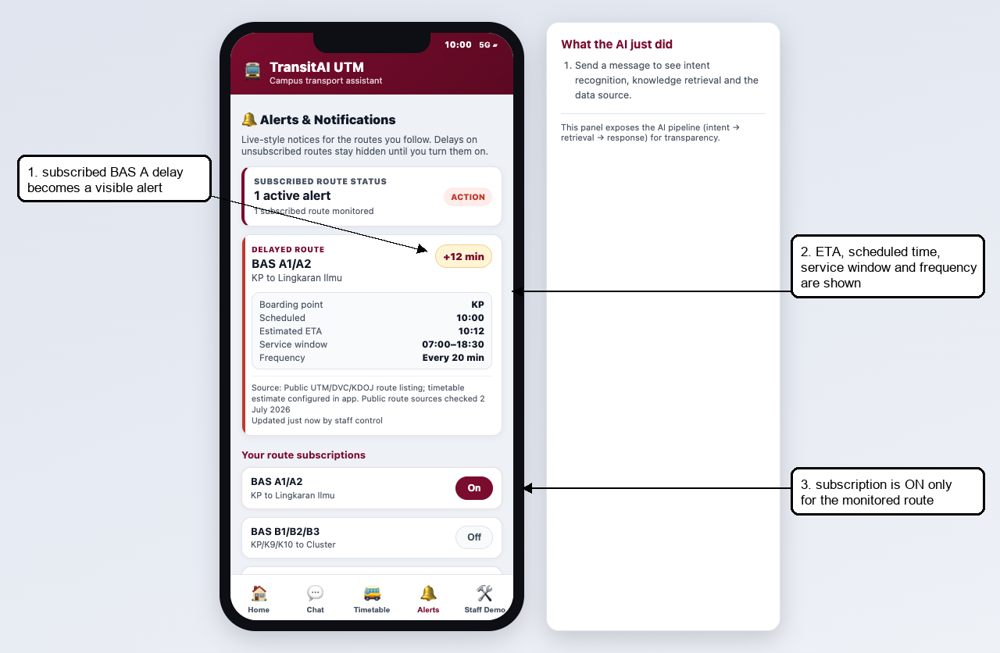 10:00 5G
TransitAI UTM
Campus transport assistant
Alerts & Notifications
Live-style notices for the routes you follow. Delays on
unsubscribed routes stay hidden until you turn them on.
SUBSCRIBED ROUTE STATUS
1 active alert
ACTION
1 subscribed route monitored
DELAYED ROUTE
+12 min
BAS A1/A2
KP to Lingkaran Ilmu
Boarding point KP
Scheduled 10:00
Estimated ETA 10:12
Service window 07:00–18:30
Frequency Every 20 min
Source: Public UTM/DVC/KDOJ route listing; timetable
estimate configured in app. Public route sources checked 2
July 2026
Updated just now by staff control
Your route subscriptions
BAS A1/A2
KP to Lingkaran Ilmu
On
BAS B1/B2/B3
KP/K9/K10 to Cluster
Off
Home Chat Timetable Alerts Staff Demo
What the AI just did
1. Send a message to see intent
recognition, knowledge retrieval and the
data source.
This panel exposes the AI pipeline (intent →
retrieval → response) for transparency.
1. subscribed BAS A delay
becomes a visible alert
2. ETA, scheduled time,
service window and frequency
are shown
3. subscription is ON only
for the monitored route